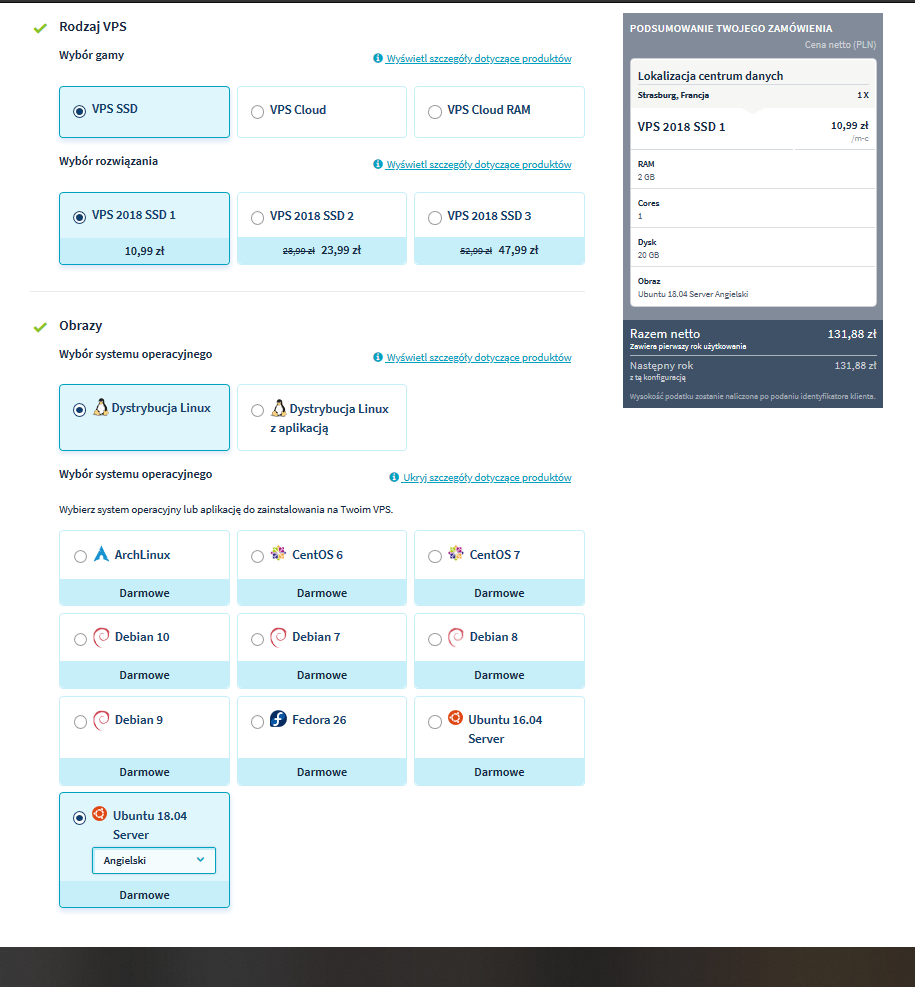 Rodzaj VPS
Wybór gamy
Wyświetl szczegóły dotyczące produktów
VPS SSD
VPS Cloud
VPS Cloud RAM
Wybór rozwiązania
Wyświetl szczegóły dotyczące produktów
VPS 2018 SSD 1
VPS 2018 SSD 2
VPS 2018 SSD 3
10,99 zł
28,99 zł 23,99 zł
52,99 zł 47,99 zł
Obrazy
Wybór systemu operacyjnego
Wyświetl szczegóły dotyczące produktów
Dystrybucja Linux
Dystrybucja Linux
z aplikacją
Wybór systemu operacyjnego
Ukryj szczegóły dotyczące produktów
Wybierz system operacyjny lub aplikację do zainstalowania na Twoim VPS.
ArchLinux
CentOS 6
CentOS 7
Darmowe
Darmowe
Darmowe
Debian 10
Debian 7
Debian 8
Darmowe
Darmowe
Darmowe
Debian 9
Fedora 26
Ubuntu 16.04
Server
Darmowe
Darmowe
Darmowe
Ubuntu 18.04
Server
Angielski
Darmowe
PODSUMOWANIE TWOJEGO ZAMÓWIENIA
Cena netto (PLN)
Lokalizacja centrum danych
Strasburg, Francja 1 X
VPS 2018 SSD 1 10,99 zł
/m-c
RAM
2 GB
Cores
1
Dysk
20 GB
Obraz
Ubuntu 18.04 Server Angielski
Razem netto 131,88 zł
Zawiera pierwszy rok użytkowania
Następny rok 131,88 zł
z tą konfiguracją
Wysokość podatku zostanie naliczona po podaniu identyfikatora klienta.